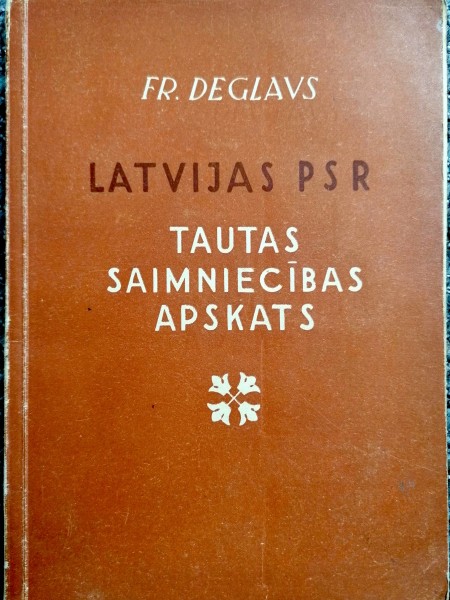 FR. DEGLAVS
LATVIJAS PSR
TAUTAS
SAIMNIECĪBAS
APSKATS